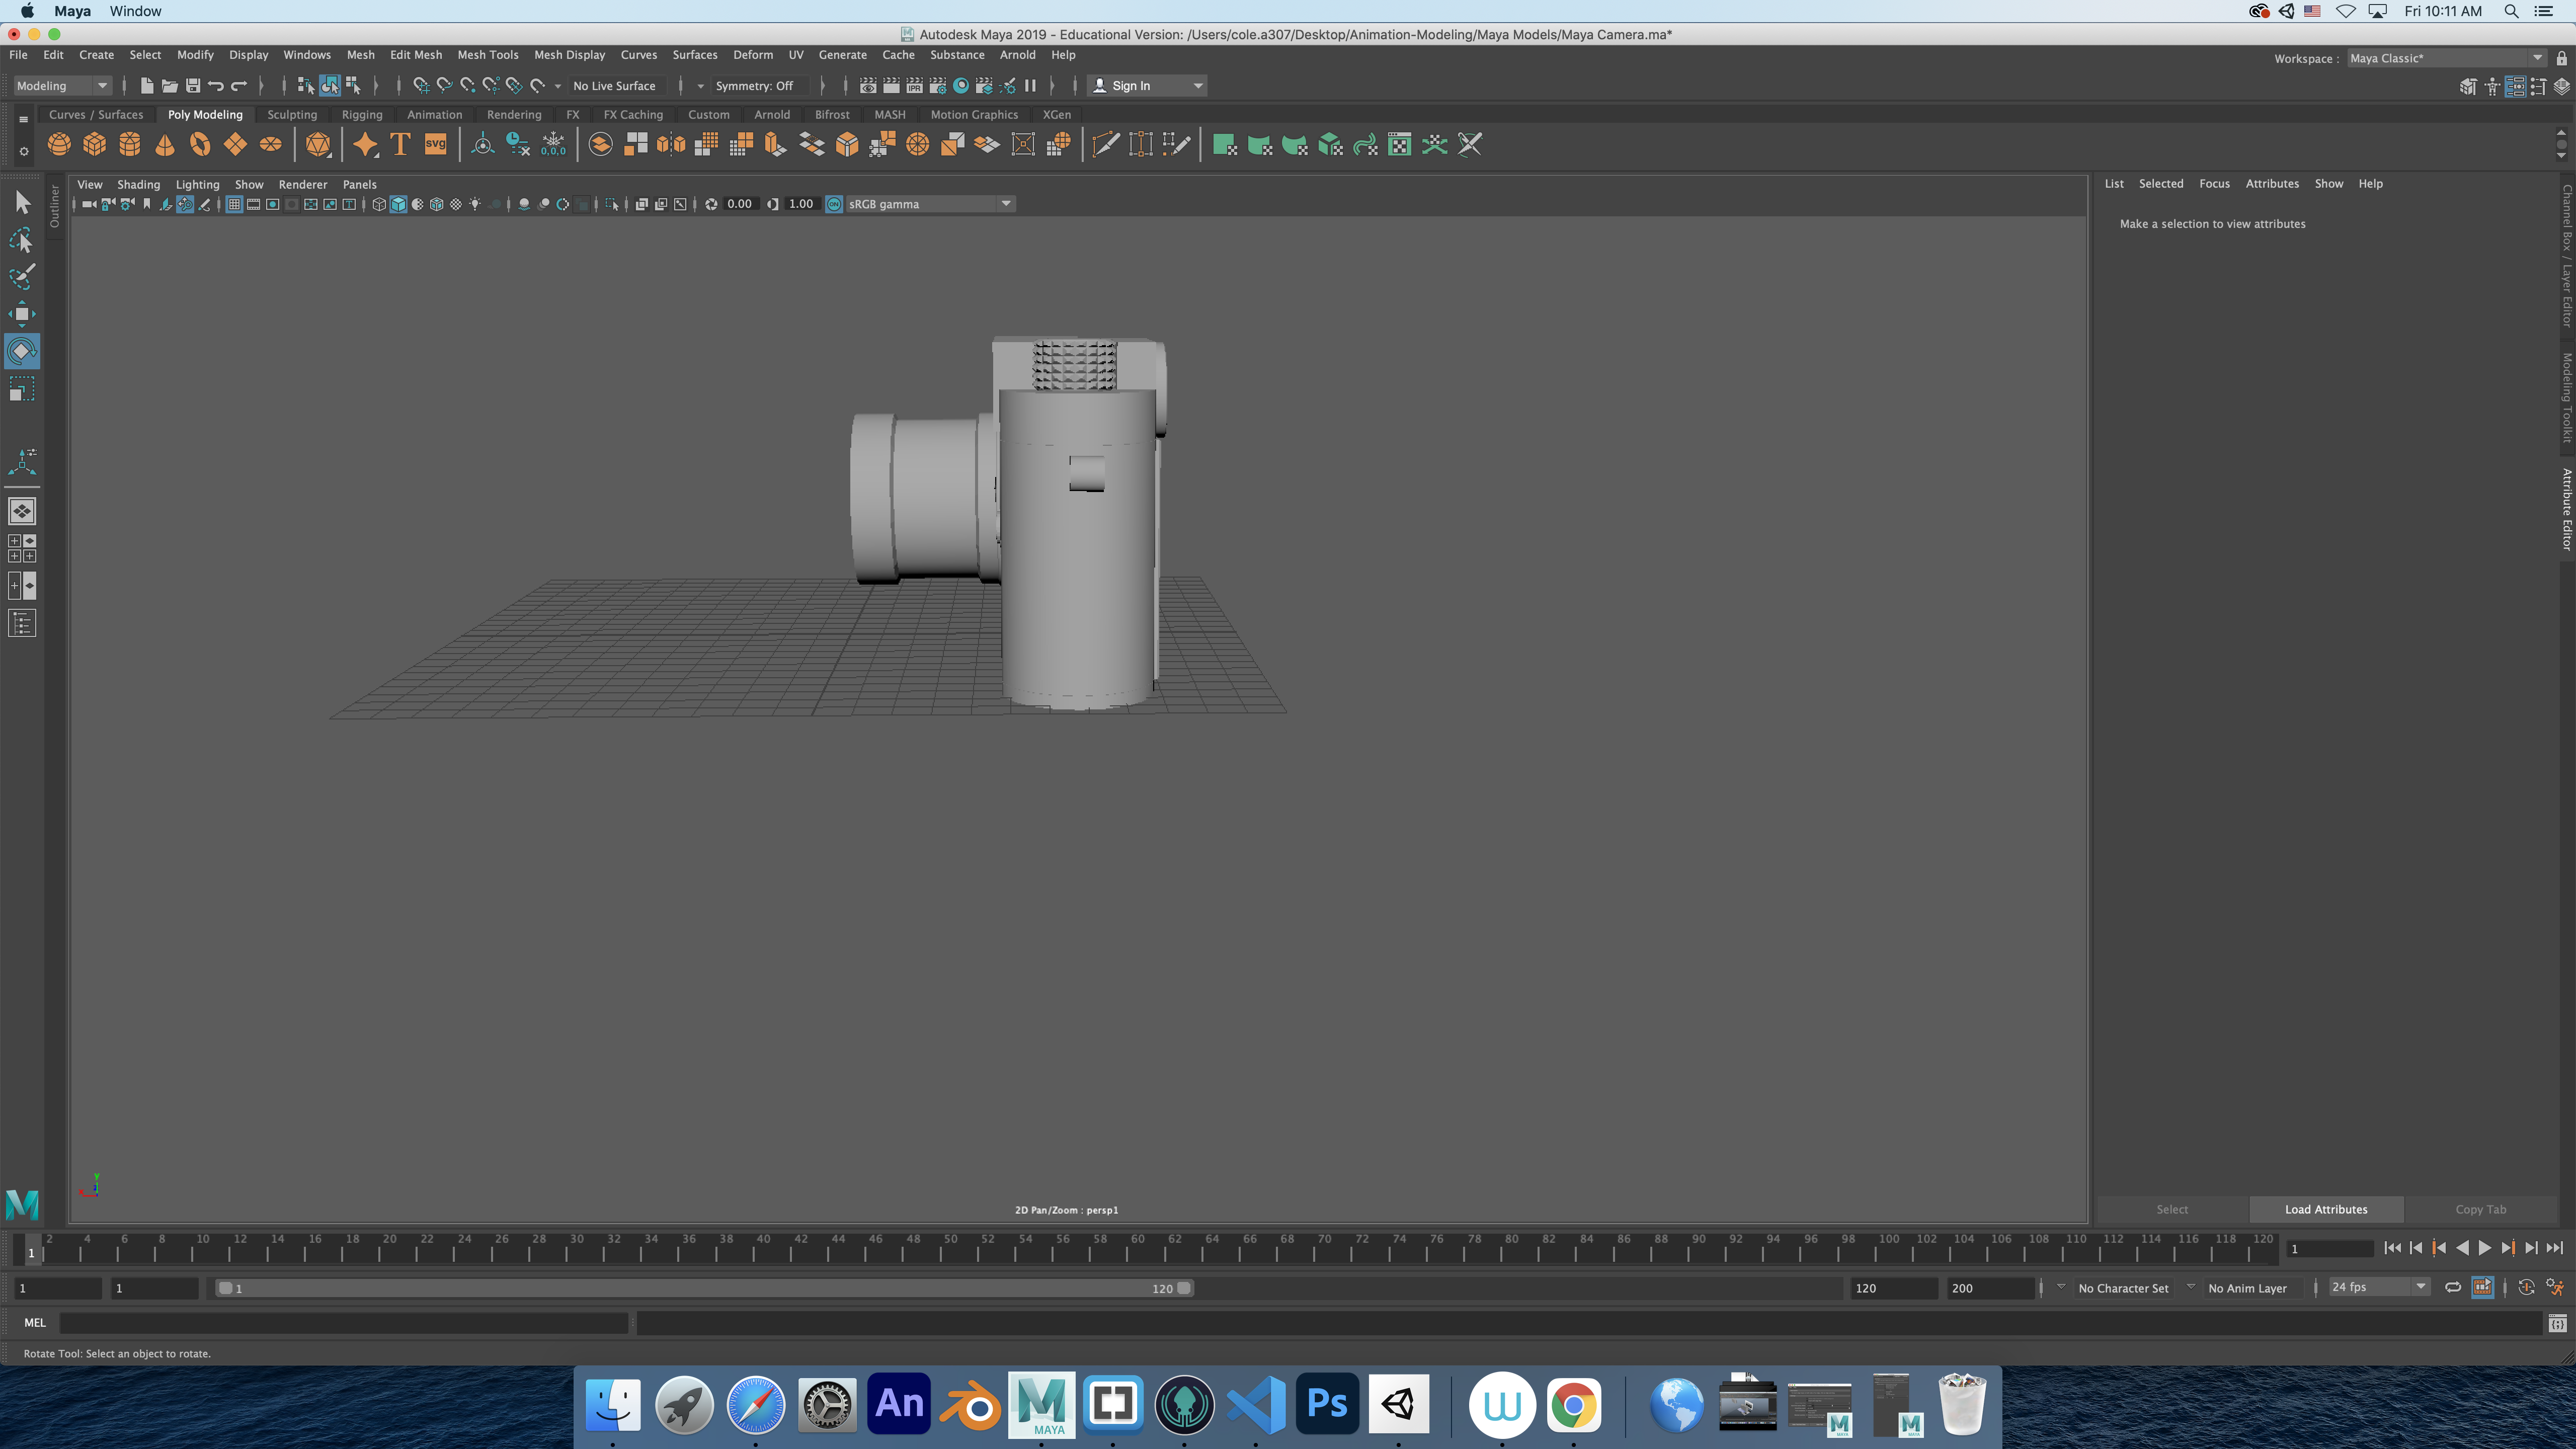 Maya Window Fri 10:11 AM
Autodesk Maya 2019 - Educational Version: /Users/cole.a307/Desktop/Animation-Modeling/Maya Models/Maya Camera.ma*
File Edit Create Select Modify Display Windows Mesh Edit Mesh Mesh Tools Mesh Display Curves Surfaces Deform UV Generate Cache Substance Arnold Help Workspace : Maya Classic*
Modeling No Live Surface Symmetry: Off IPR Sign In
Curves / Surfaces Poly Modeling Sculpting Rigging Animation Rendering FX FX Caching Custom Arnold Bifrost MASH Motion Graphics XGen
T svg 0,0,0
View Shading Lighting Show Renderer Panels
0.00 1.00 ON sRGB gamma
List Selected Focus Attributes Show Help
Make a selection to view attributes
Outliner
Channel Box / Layer Editor
Modeling Toolkit
Attribute Editor
2D Pan/Zoom : persp1
Select Load Attributes Copy Tab
1 2 4 6 8 10 12 14 16 18 20 22 24 26 28 30 32 34 36 38 40 42 44 46 48 50 52 54 56 58 60 62 64 66 68 70 72 74 76 78 80 82 84 86 88 90 92 94 96 98 100 102 104 106 108 110 112 114 116 118 120 1
1 1 1 120 120 200 No Character Set No Anim Layer 24 fps
MEL
Rotate Tool: Select an object to rotate.
An MAYA Ps